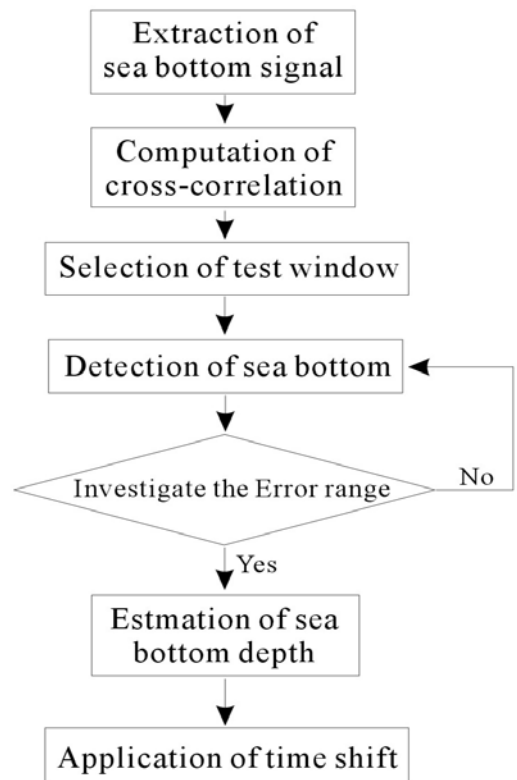 Extraction of
sea bottom signal
Computation of
cross-correlation
Selection of test window
Detection of sea bottom
Investigate the Error range
No
Yes
Estmation of sea
bottom depth
Application of time shift